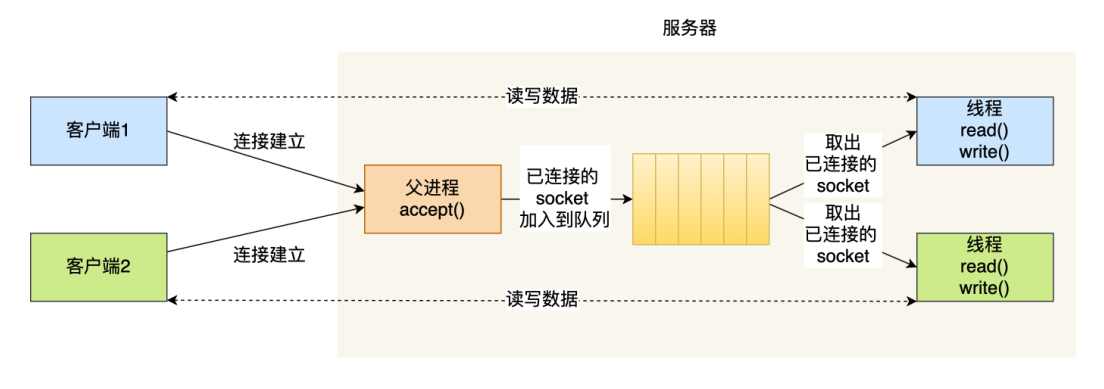 服务器
读写数据
客户端1
连接建立
父进程
accept()
已连接的
socket
加入到队列
取出
已连接的
socket
线程
read()
write()
客户端2
连接建立
取出
已连接的
socket
线程
read()
write()
读写数据